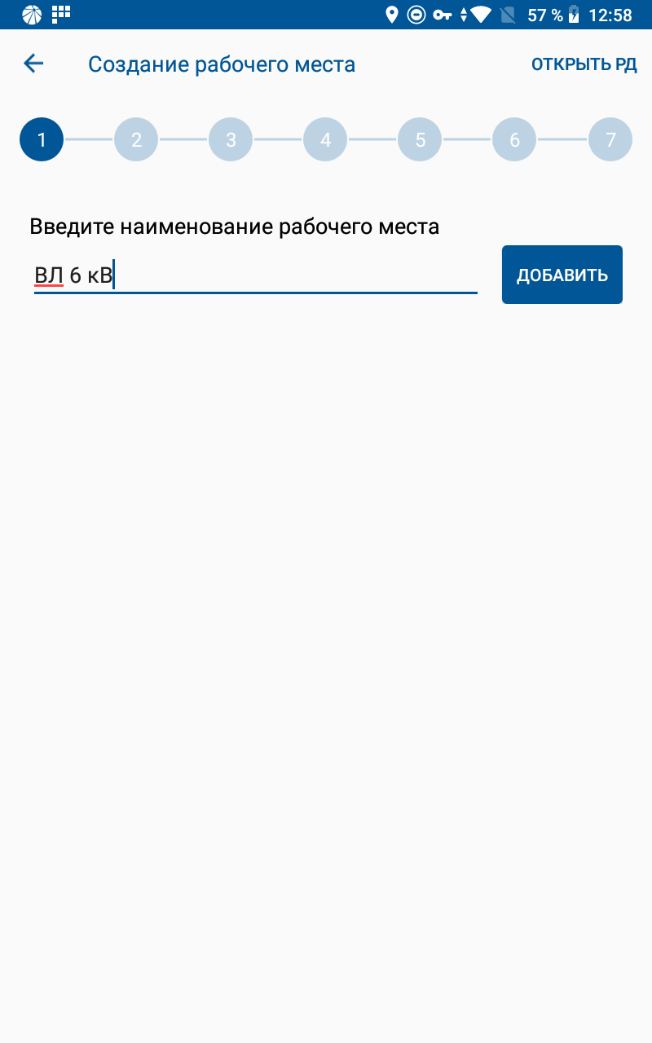 57 % 12:58
Создание рабочего места ОТКРЫТЬ РД
1 2 3 4 5 6 7
Введите наименование рабочего места
ВЛ 6 кВ ДОБАВИТЬ